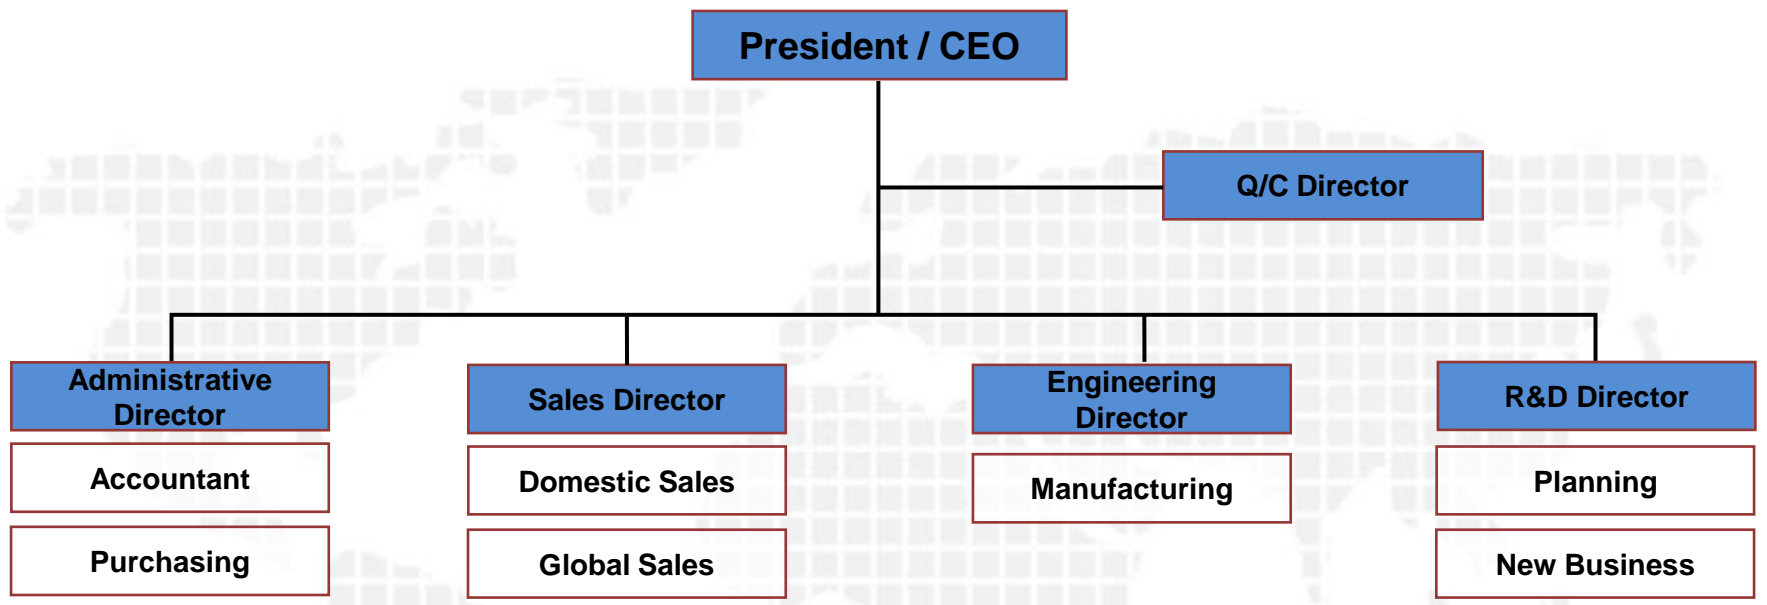 President / CEO
Q/C Director
Administrative
Director
Sales Director
Engineering
Director
R&D Director
Accountant
Domestic Sales
Manufacturing
Planning
Purchasing
Global Sales
New Business